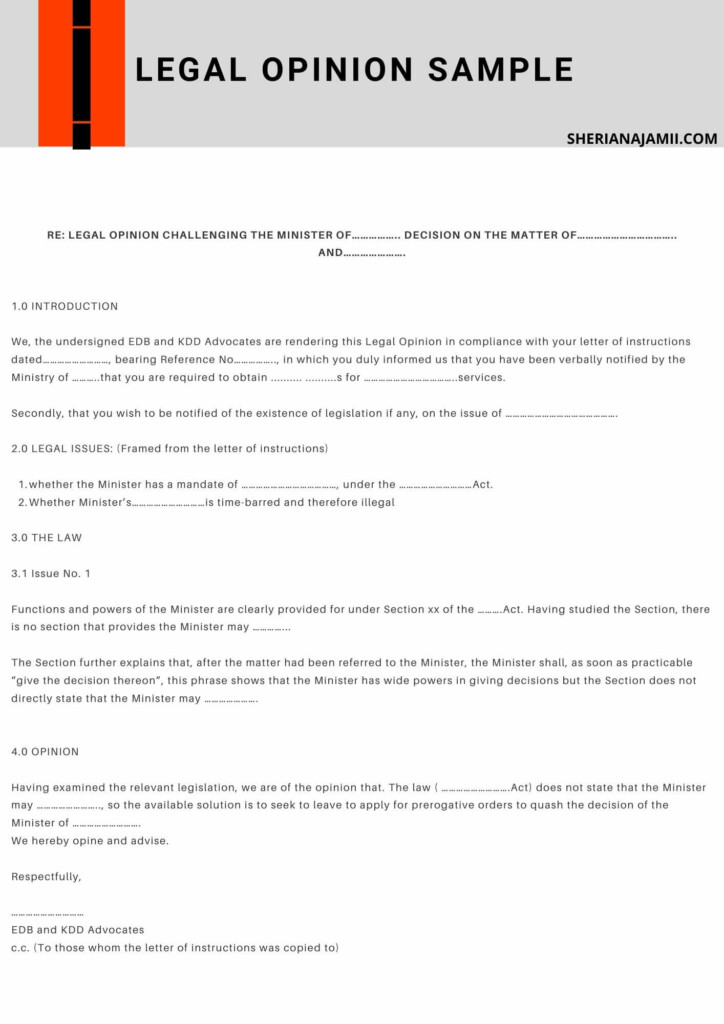 LEGAL OPINION SAMPLE
SHERIANAJAMII.COM
RE: LEGAL OPINION CHALLENGING THE MINISTER OF…………….. DECISION ON THE MATTER OF……………………………..
AND………………….
1.0 INTRODUCTION
We, the undersigned EDB and KDD Advocates are rendering this Legal Opinion in compliance with your letter of instructions
dated………………………, bearing Reference No…………….., in which you duly informed us that you have been verbally notified by the
Ministry of ………..that you are required to obtain .......... ..........s for ………………………………..services.
Secondly, that you wish to be notified of the existence of legislation if any, on the issue of ……………………………………….
2.0 LEGAL ISSUES: (Framed from the letter of instructions)
1. whether the Minister has a mandate of …………………………………, under the …………………………Act.
2. Whether Minister’s…………………………is time-barred and therefore illegal
3.0 THE LAW
3.1 Issue No. 1
Functions and powers of the Minister are clearly provided for under Section xx of the ……….Act. Having studied the Section, there
is no section that provides the Minister may …………...
The Section further explains that, after the matter had been referred to the Minister, the Minister shall, as soon as practicable
“give the decision thereon”, this phrase shows that the Minister has wide powers in giving decisions but the Section does not
directly state that the Minister may ………………….
4.0 OPINION
Having examined the relevant legislation, we are of the opinion that. The law ( ……………………….Act) does not state that the Minister
may …………………….., so the available solution is to seek to leave to apply for prerogative orders to quash the decision of the
Minister of ……………………….
We hereby opine and advise.
Respectfully,
…………………………
EDB and KDD Advocates
c.c. (To those whom the letter of instructions was copied to)